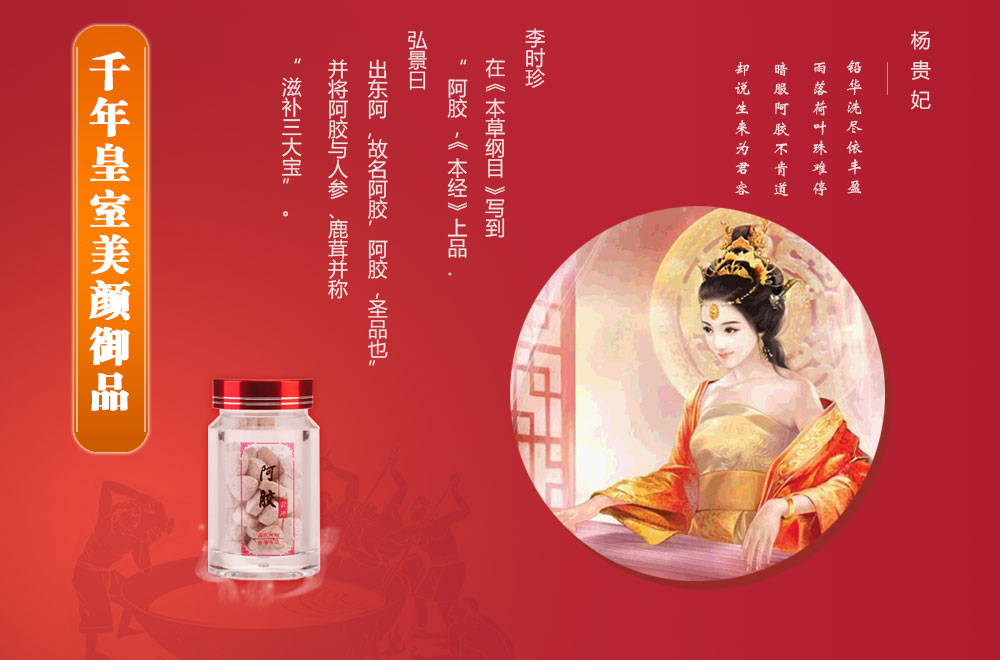 杨贵妃
铅华洗尽依丰盈
雨落荷叶珠难停
暗服阿胶不肯道
却说生来为君容
李时珍
在《本草纲目》写到
“阿胶，《本经》上品.
弘景曰
出东阿,故名阿胶,阿胶,圣品也”
并将阿胶与人参、鹿茸并称
“滋补三大宝”。
千年皇室美颜御品
阿胶